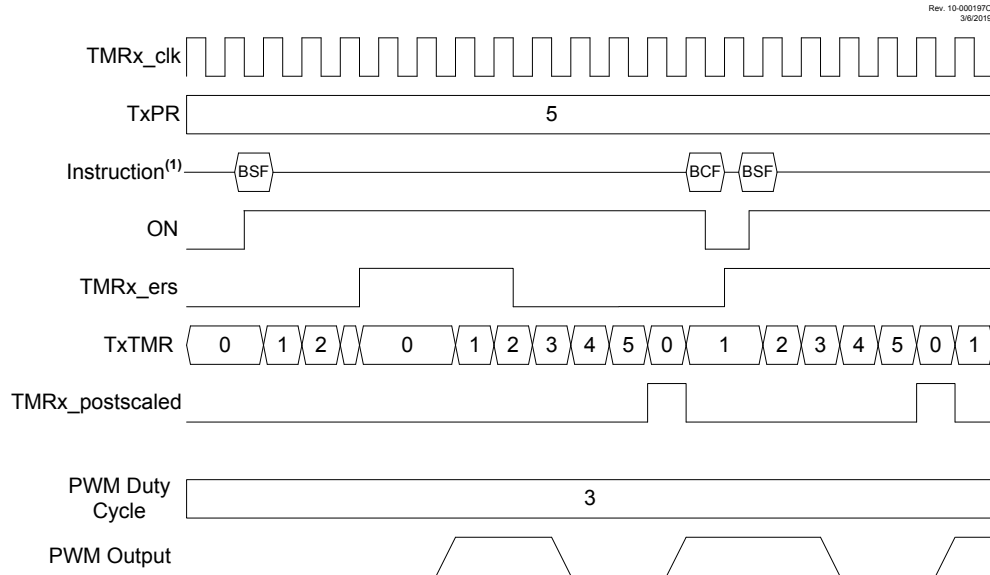 Rev. 10-000197C
3/6/2019
TMRx_clk
TxPR 5
Instruction(1) BSF BCF BSF
ON
TMRx_ers
TxTMR 0 1 2 0 1 2 3 4 5 0 1 2 3 4 5 0 1
TMRx_postscaled
PWM Duty
Cycle 3
PWM Output